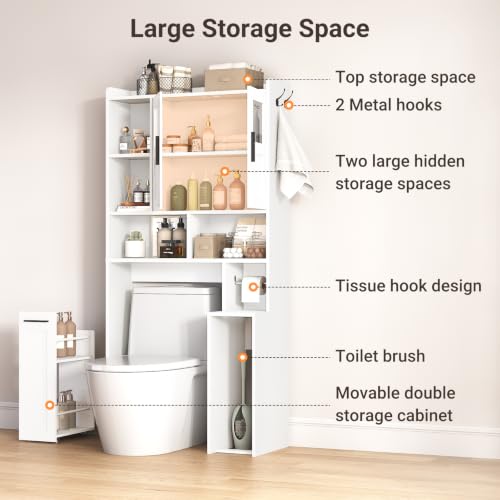 Large Storage Space
Top storage space
2 Metal hooks
Two large hidden
storage spaces
Tissue hook design
Toilet brush
Movable double
storage cabinet